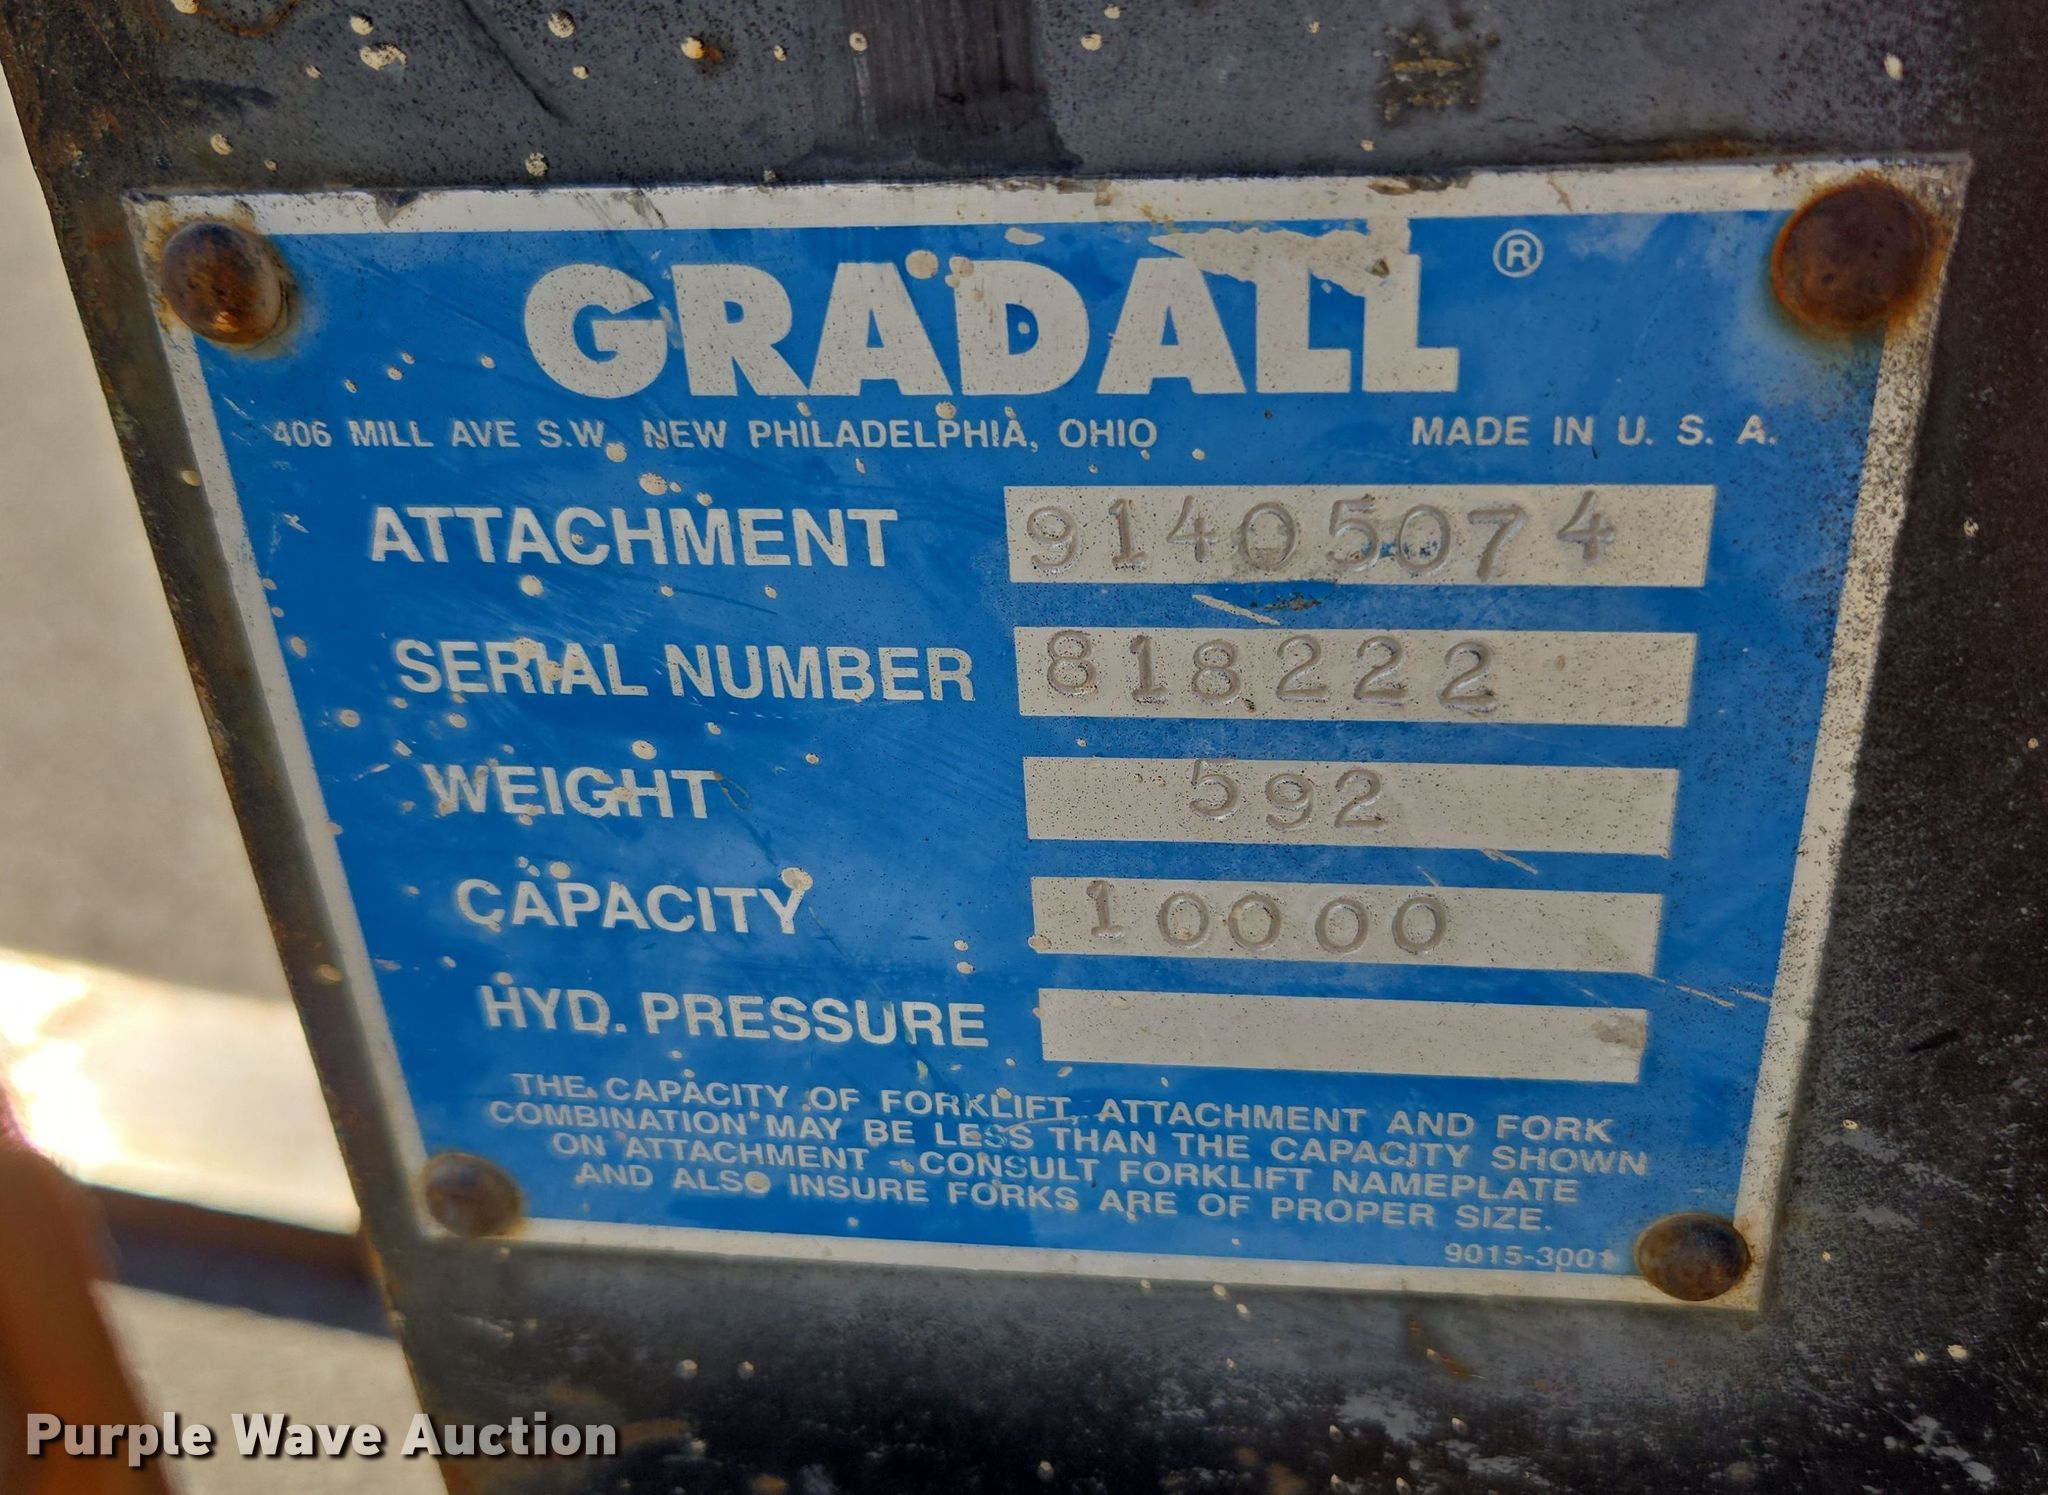 GRADALL ®
406 MILL AVE S.W. NEW PHILADELPHIA, OHIO MADE IN U. S. A.
ATTACHMENT 91405074
SERIAL NUMBER 818222
WEIGHT 592
CAPACITY 10000
HYD. PRESSURE
THE CAPACITY OF FORKLIFT, ATTACHMENT AND FORK
COMBINATION MAY BE LESS THAN THE CAPACITY SHOWN
ON ATTACHMENT - CONSULT FORKLIFT NAMEPLATE
AND ALSO INSURE FORKS ARE OF PROPER SIZE.
9015-3001
Purple Wave Auction